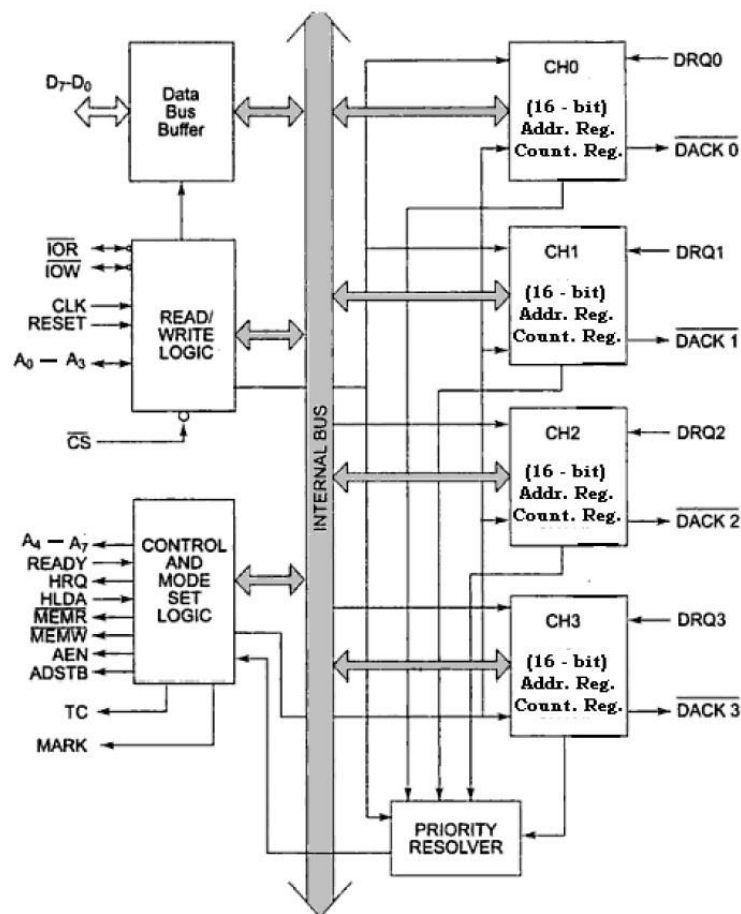 D7-D0
Data
Bus
Buffer
IOR
IOW
CLK
RESET
A0 — A3
READ/
WRITE
LOGIC
CS
INTERNAL BUS
A4 — A7
READY
HRQ
HLDA
MEMR
MEMW
AEN
ADSTB
TC
MARK
CONTROL
AND
MODE
SET
LOGIC
CH0
(16 - bit)
Addr. Reg.
Count. Reg.
DRQ0
DACK 0
CH1
(16 - bit)
Addr. Reg.
Count. Reg.
DRQ1
DACK 1
CH2
(16 - bit)
Addr. Reg.
Count. Reg.
DRQ2
DACK 2
CH3
(16 - bit)
Addr. Reg.
Count. Reg.
DRQ3
DACK 3
PRIORITY
RESOLVER